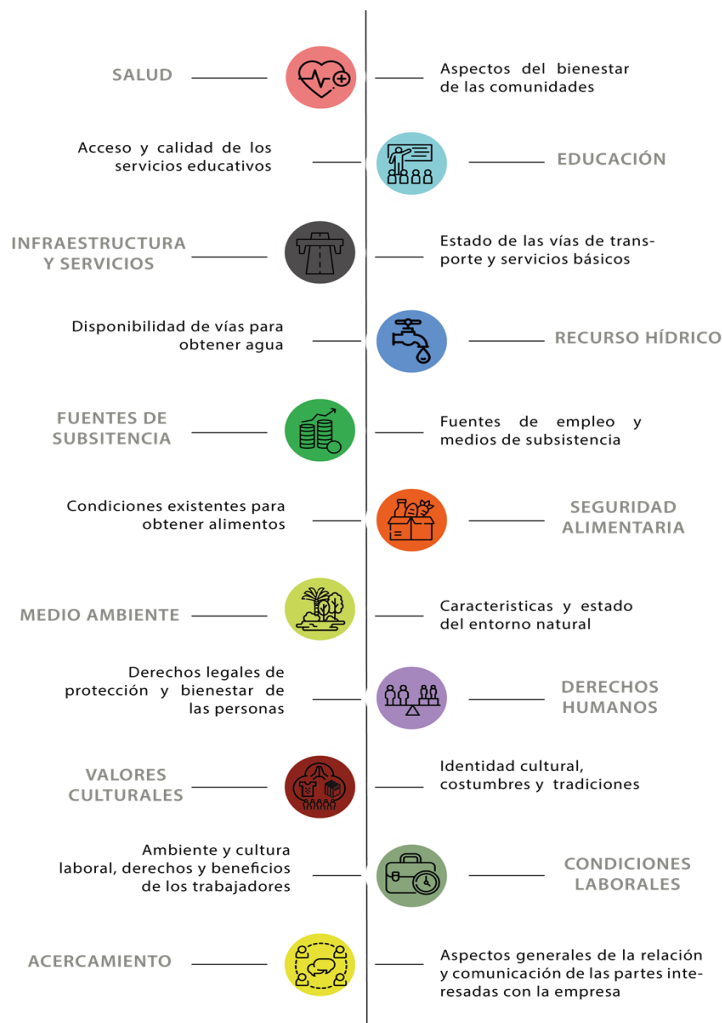 SALUD
Aspectos del bienestar
de las comunidades
Acceso y calidad de los
servicios educativos
EDUCACIÓN
INFRAESTRUCTURA
Y SERVICIOS
Estado de las vías de trans-
porte y servicios básicos
Disponibilidad de vías para
obtener agua
RECURSO HÍDRICO
FUENTES DE
SUBSITENCIA
Fuentes de empleo y
medios de subsistencia
Condiciones existentes para
obtener alimentos
SEGURIDAD
ALIMENTARIA
MEDIO AMBIENTE
Caracteristicas y estado
del entorno natural
Derechos legales de
protección y bienestar de
las personas
DERECHOS
HUMANOS
VALORES
CULTURALES
Identidad cultural,
costumbres y tradiciones
Ambiente y cultura
laboral, derechos y beneficios
de los trabajadores
CONDICIONES
LABORALES
ACERCAMIENTO
Aspectos generales de la relación
y comunicación de las partes inte-
resadas con la empresa